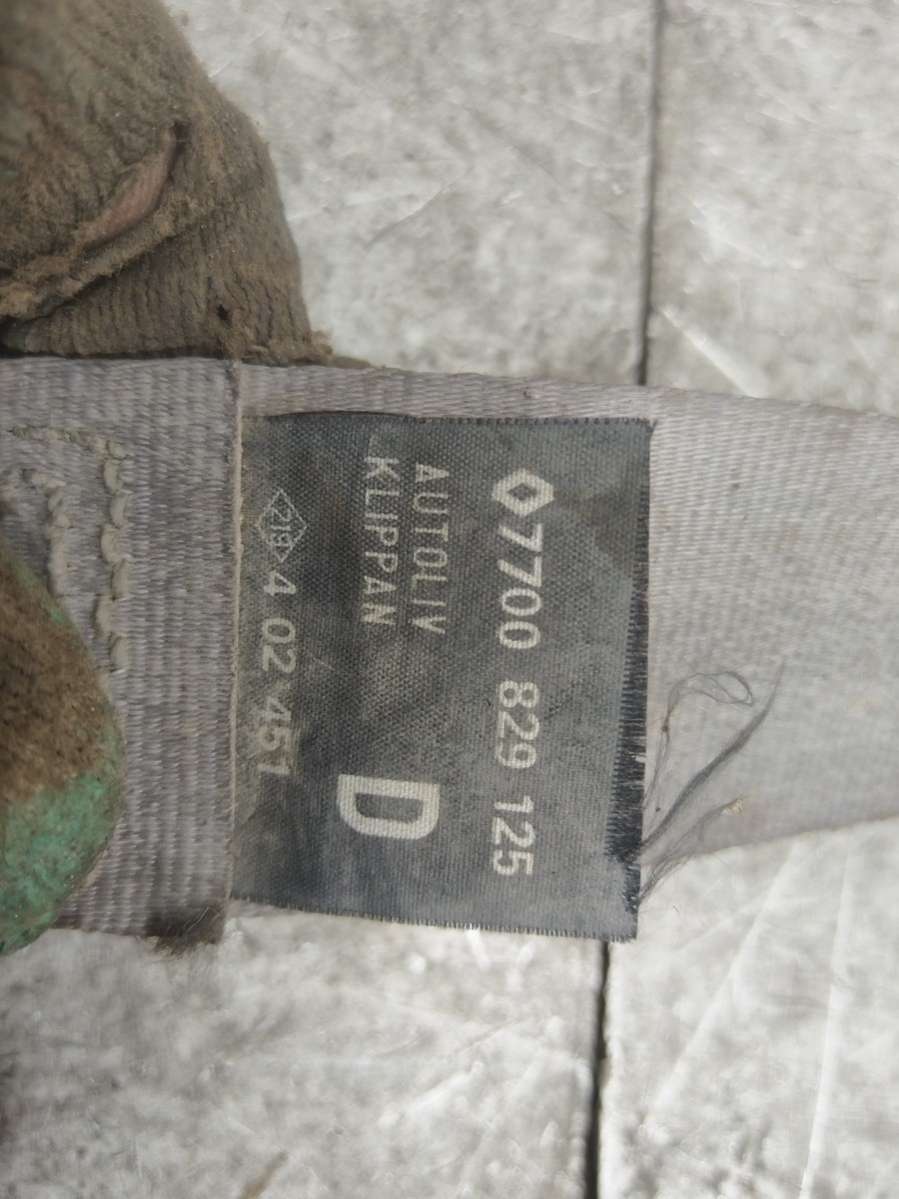 7700 829 125
AUTOLIV
KLIPPAN
D
4 02 451